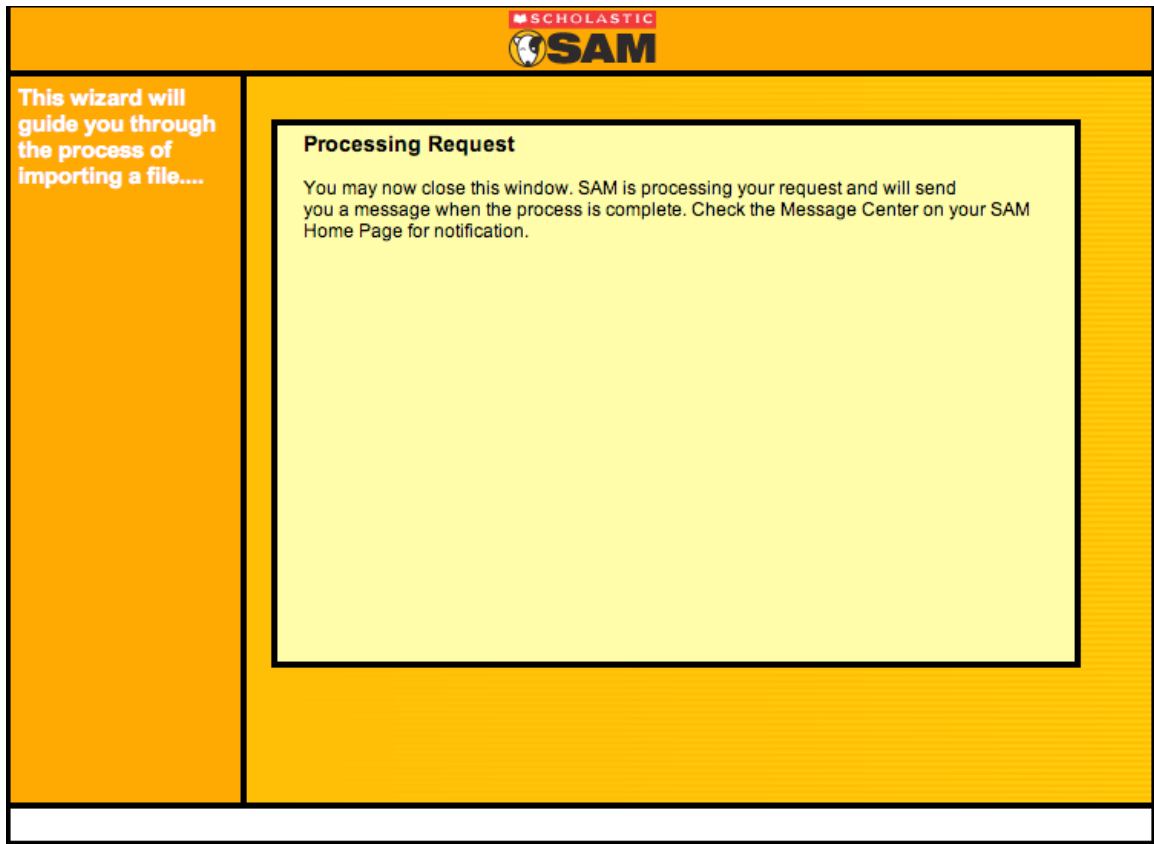 SCHOLASTIC
SAM
This wizard will
guide you through
the process of
importing a file....
Processing Request
You may now close this window. SAM is processing your request and will send
you a message when the process is complete. Check the Message Center on your SAM
Home Page for notification.